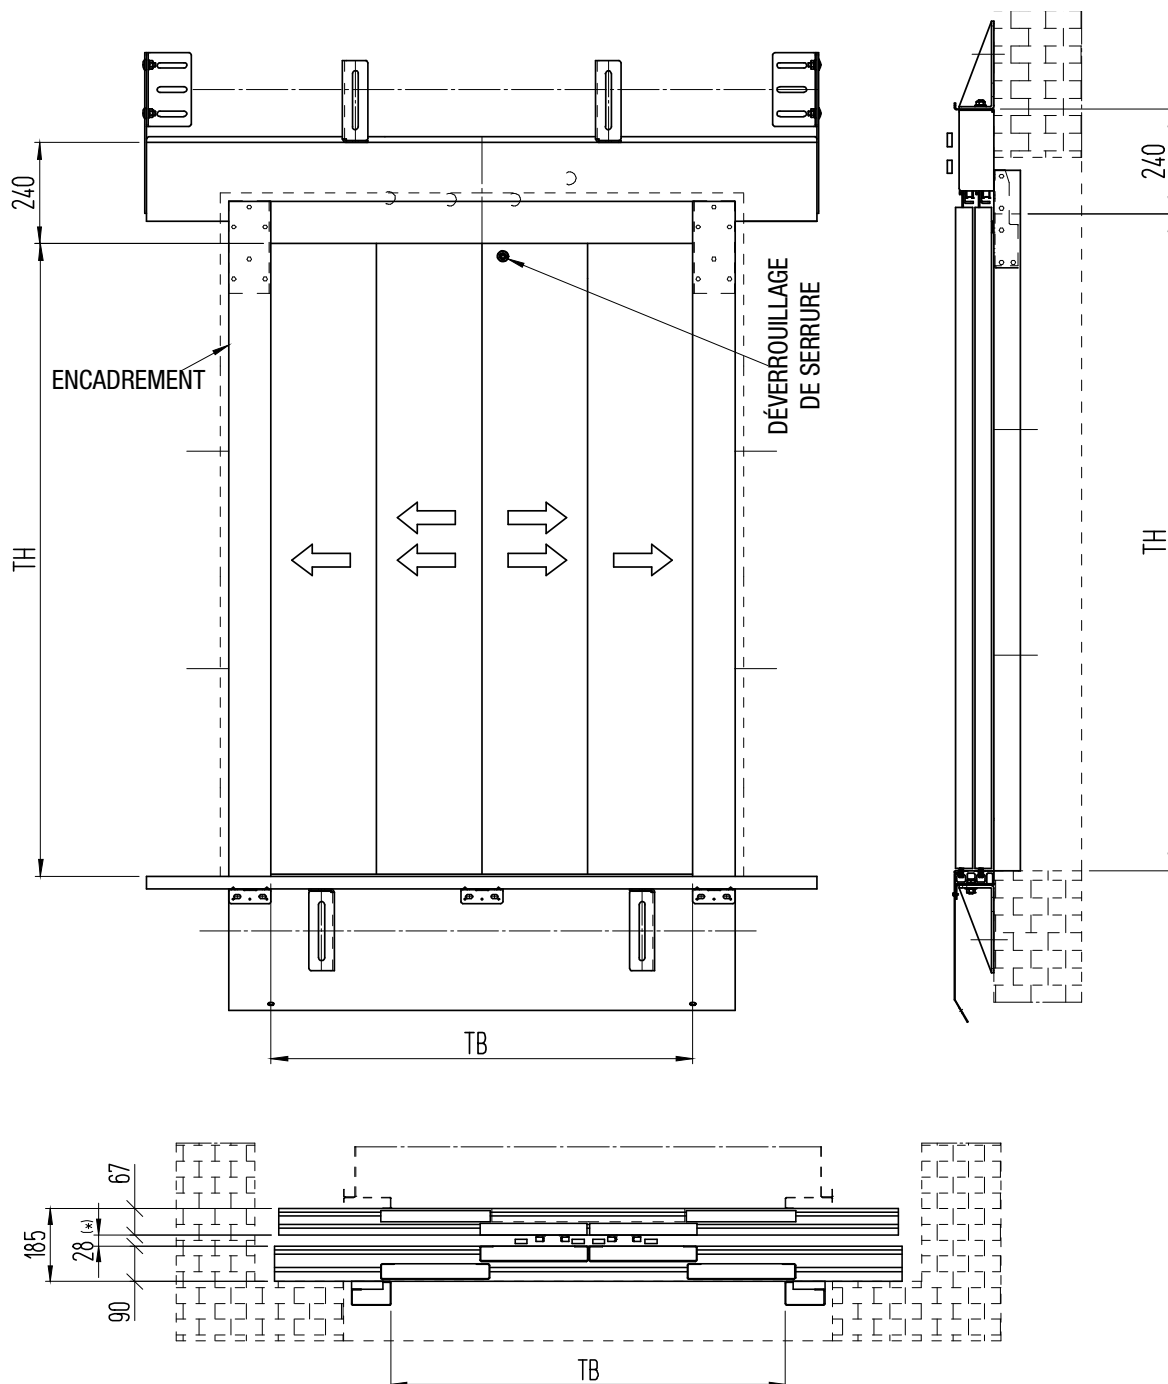 240
240
ENCADREMENT
DÉVERROUILLAGE
DE SERRURE
TH
TH
TB
67
28 (*)
185
90
TB